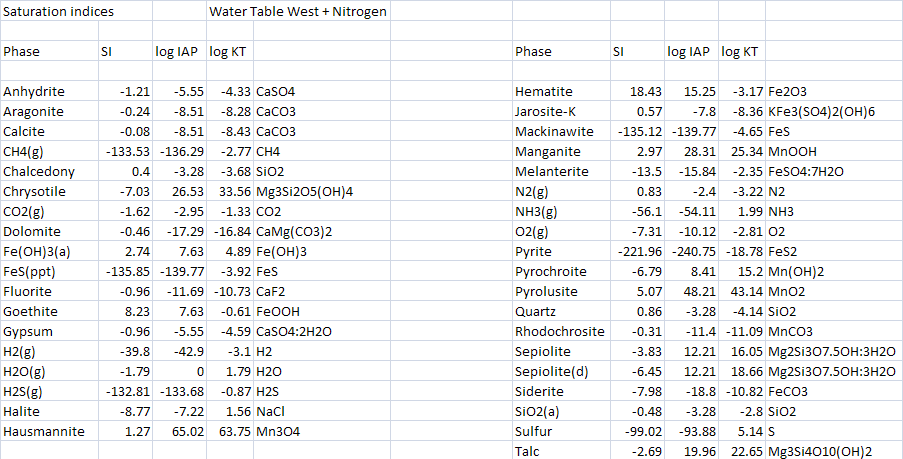 Saturation indices Water Table West + Nitrogen
Phase SI log IAP log KT Phase SI log IAP log KT
Anhydrite -1.21 -5.55 -4.33 CaSO4 Hematite 18.43 15.25 -3.17 Fe2O3
Aragonite -0.24 -8.51 -8.28 CaCO3 Jarosite-K 0.57 -7.8 -8.36 KFe3(SO4)2(OH)6
Calcite -0.08 -8.51 -8.43 CaCO3 Mackinawite -135.12 -139.77 -4.65 FeS
CH4(g) -133.53 -136.29 -2.77 CH4 Manganite 2.97 28.31 25.34 MnOOH
Chalcedony 0.4 -3.28 -3.68 SiO2 Melanterite -13.5 -15.84 -2.35 FeSO4:7H2O
Chrysotile -7.03 26.53 33.56 Mg3Si2O5(OH)4 N2(g) 0.83 -2.4 -3.22 N2
CO2(g) -1.62 -2.95 -1.33 CO2 NH3(g) -56.1 -54.11 1.99 NH3
Dolomite -0.46 -17.29 -16.84 CaMg(CO3)2 O2(g) -7.31 -10.12 -2.81 O2
Fe(OH)3(a) 2.74 7.63 4.89 Fe(OH)3 Pyrite -221.96 -240.75 -18.78 FeS2
FeS(ppt) -135.85 -139.77 -3.92 FeS Pyrochroite -6.79 8.41 15.2 Mn(OH)2
Fluorite -0.96 -11.69 -10.73 CaF2 Pyrolusite 5.07 48.21 43.14 MnO2
Goethite 8.23 7.63 -0.61 FeOOH Quartz 0.86 -3.28 -4.14 SiO2
Gypsum -0.96 -5.55 -4.59 CaSO4:2H2O Rhodochrosite -0.31 -11.4 -11.09 MnCO3
H2(g) -39.8 -42.9 -3.1 H2 Sepiolite -3.83 12.21 16.05 Mg2Si3O7.5OH:3H2O
H2O(g) -1.79 0 1.79 H2O Sepiolite(d) -6.45 12.21 18.66 Mg2Si3O7.5OH:3H2O
H2S(g) -132.81 -133.68 -0.87 H2S Siderite -7.98 -18.8 -10.82 FeCO3
Halite -8.77 -7.22 1.56 NaCl SiO2(a) -0.48 -3.28 -2.8 SiO2
Hausmannite 1.27 65.02 63.75 Mn3O4 Sulfur -99.02 -93.88 5.14 S
Talc -2.69 19.96 22.65 Mg3Si4O10(OH)2